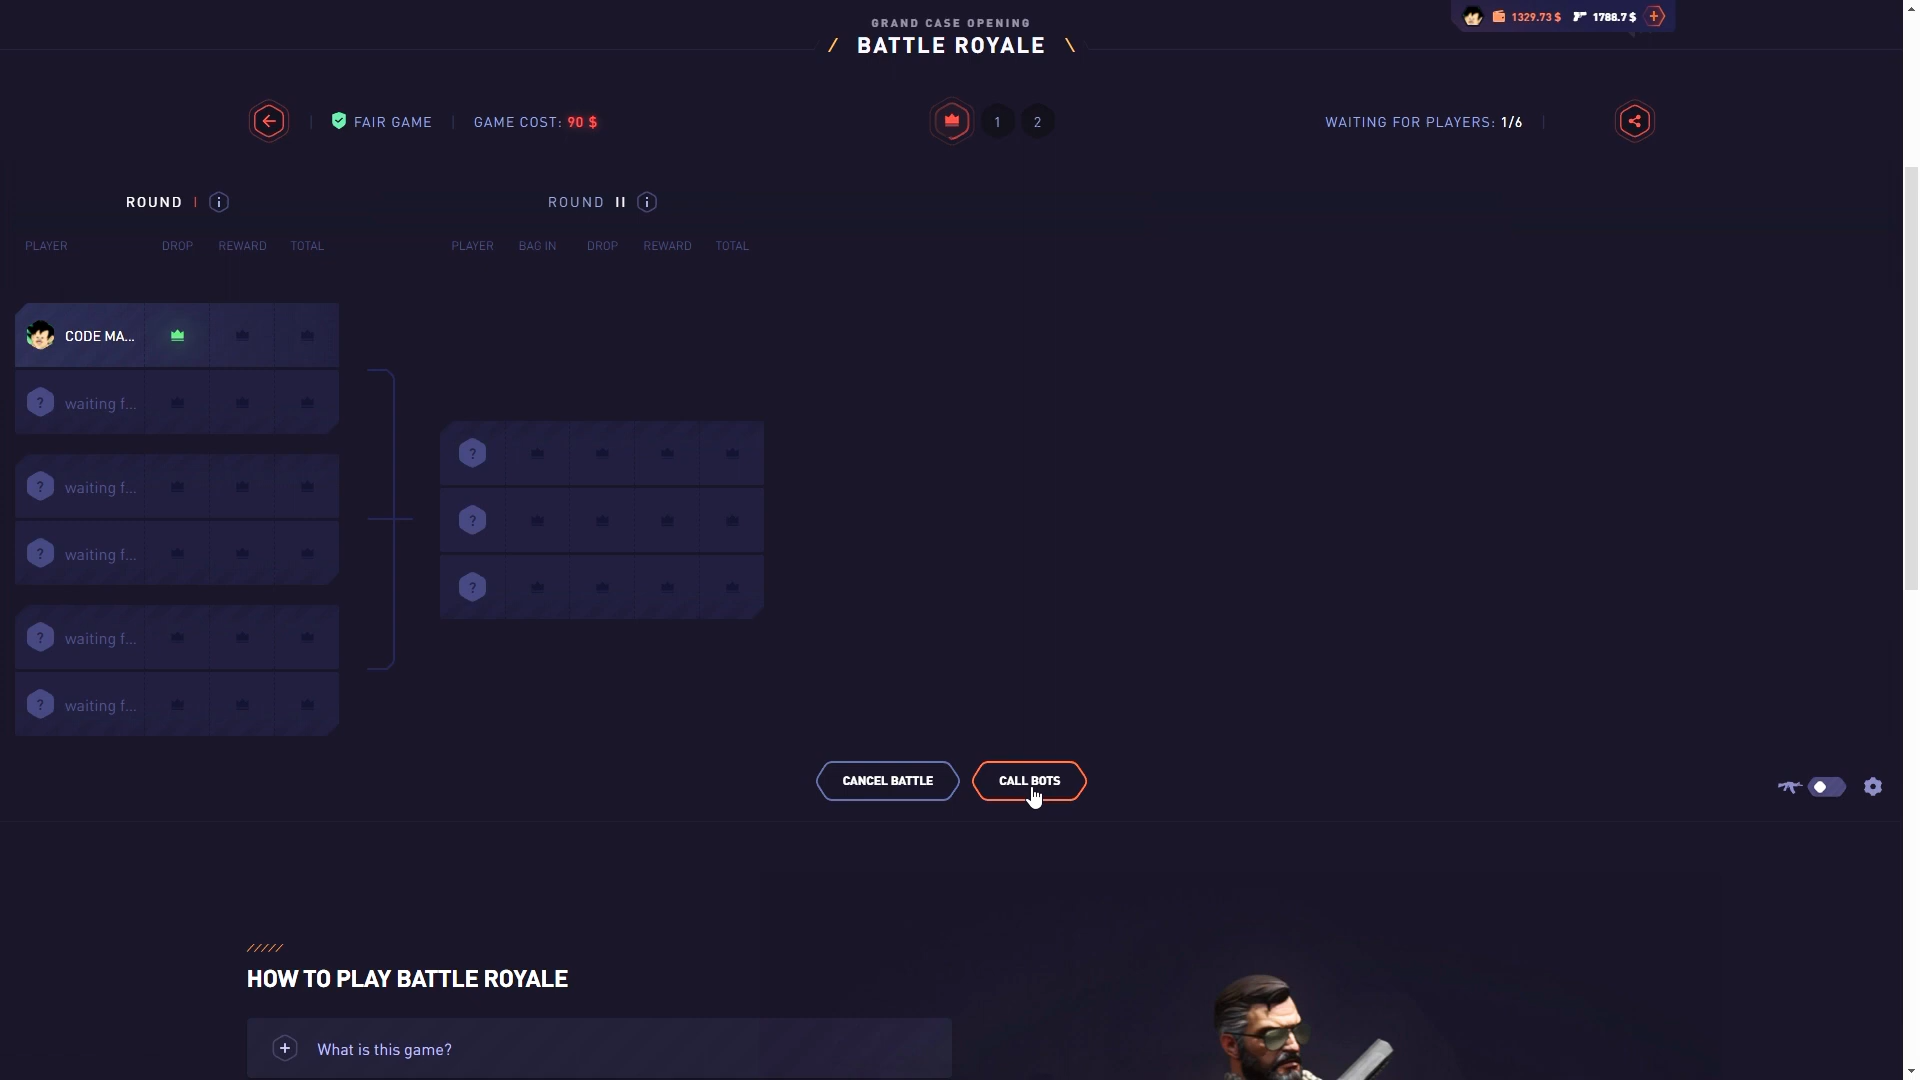 GRAND CASE OPENING
/ BATTLE ROYALE \
1329.73 $ 1788.7 $ +
FAIR GAME
GAME COST: 90 $
1 2
WAITING FOR PLAYERS: 1/6
ROUND I i
ROUND II i
PLAYER DROP REWARD TOTAL
PLAYER BAG IN DROP REWARD TOTAL
CODE MA...
? waiting f...
? waiting f...
? waiting f...
? waiting f...
? waiting f...
?
?
?
CANCEL BATTLE
CALL BOTS
/////
HOW TO PLAY BATTLE ROYALE
+ What is this game?